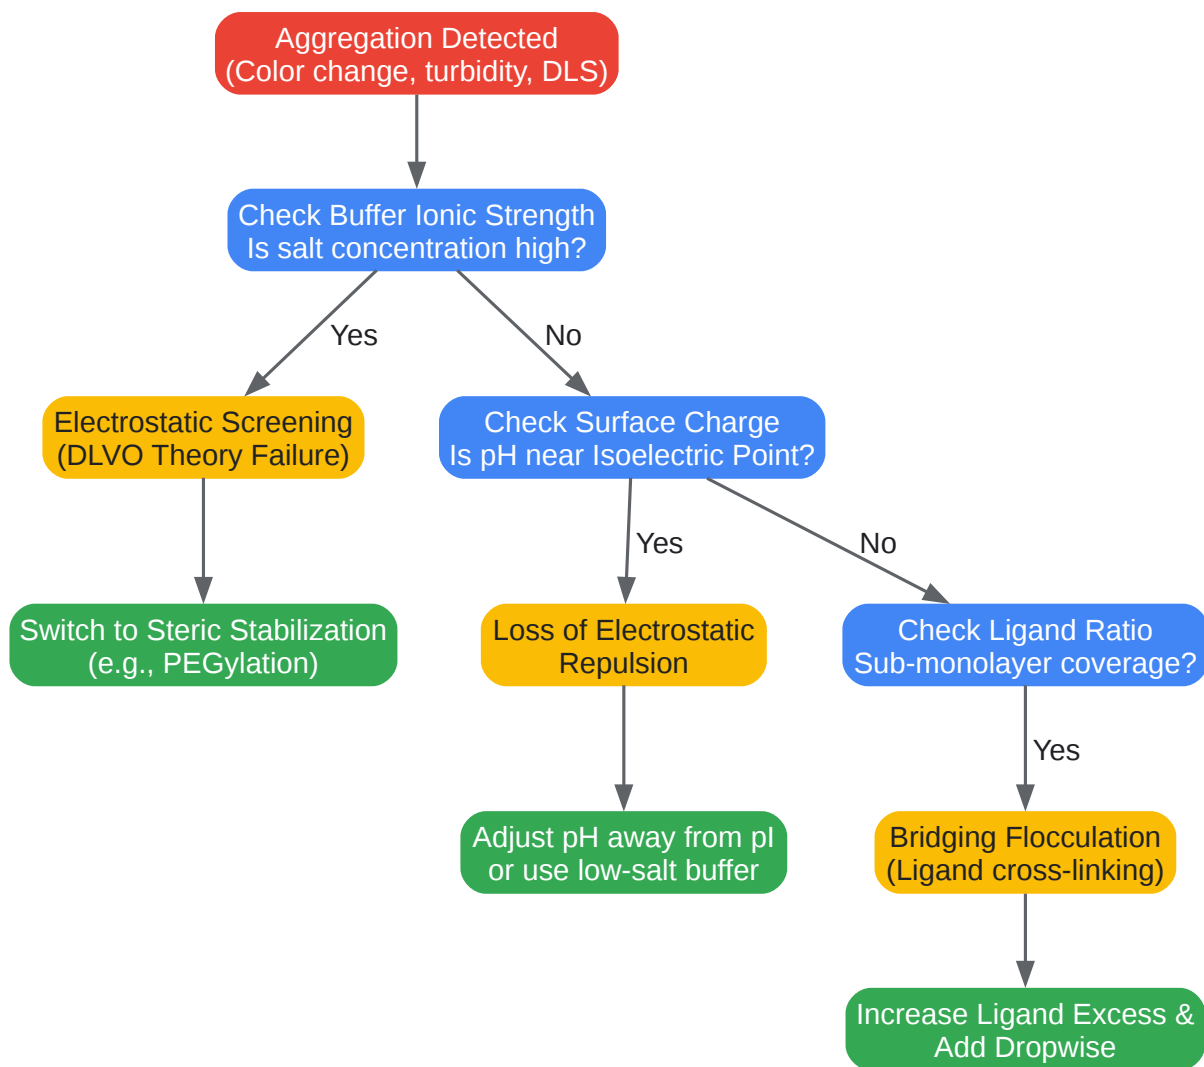 Aggregation Detected
(Color change, turbidity, DLS)
Check Buffer Ionic Strength
Is salt concentration high?
Yes
No
Electrostatic Screening
(DLVO Theory Failure)
Check Surface Charge
Is pH near Isoelectric Point?
Yes
No
Switch to Steric Stabilization
(e.g., PEGylation)
Loss of Electrostatic
Repulsion
Check Ligand Ratio
Sub-monolayer coverage?
Yes
Adjust pH away from pI
or use low-salt buffer
Bridging Flocculation
(Ligand cross-linking)
Increase Ligand Excess &
Add Dropwise